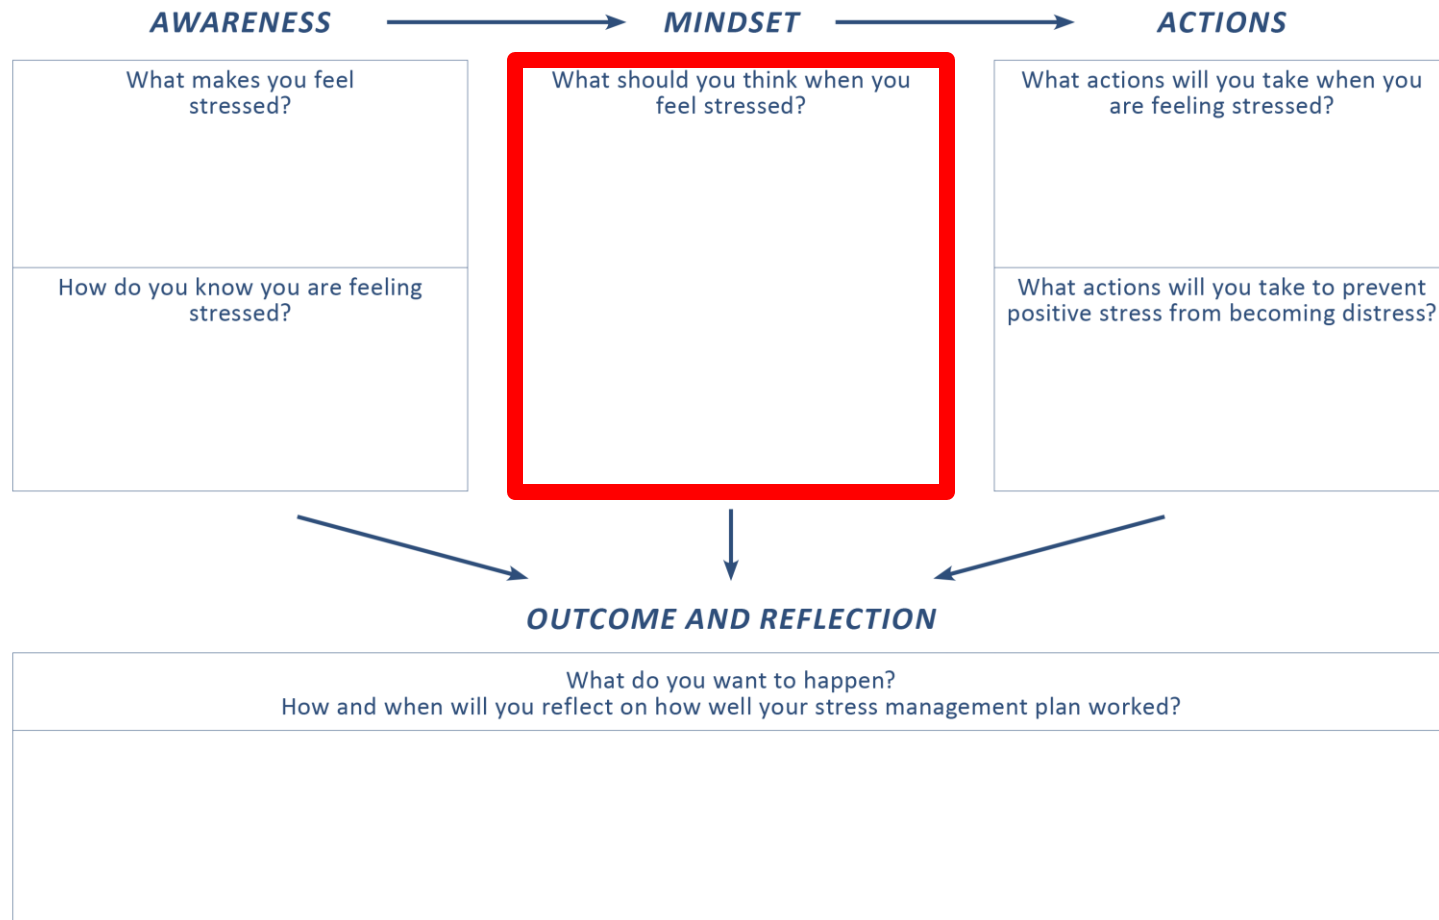 AWARENESS
MINDSET
ACTIONS
What makes you feel
stressed?
How do you know you are feeling
stressed?
What should you think when you
feel stressed?
What actions will you take when you
are feeling stressed?
What actions will you take to prevent
positive stress from becoming distress?
OUTCOME AND REFLECTION
What do you want to happen?
How and when will you reflect on how well your stress management plan worked?